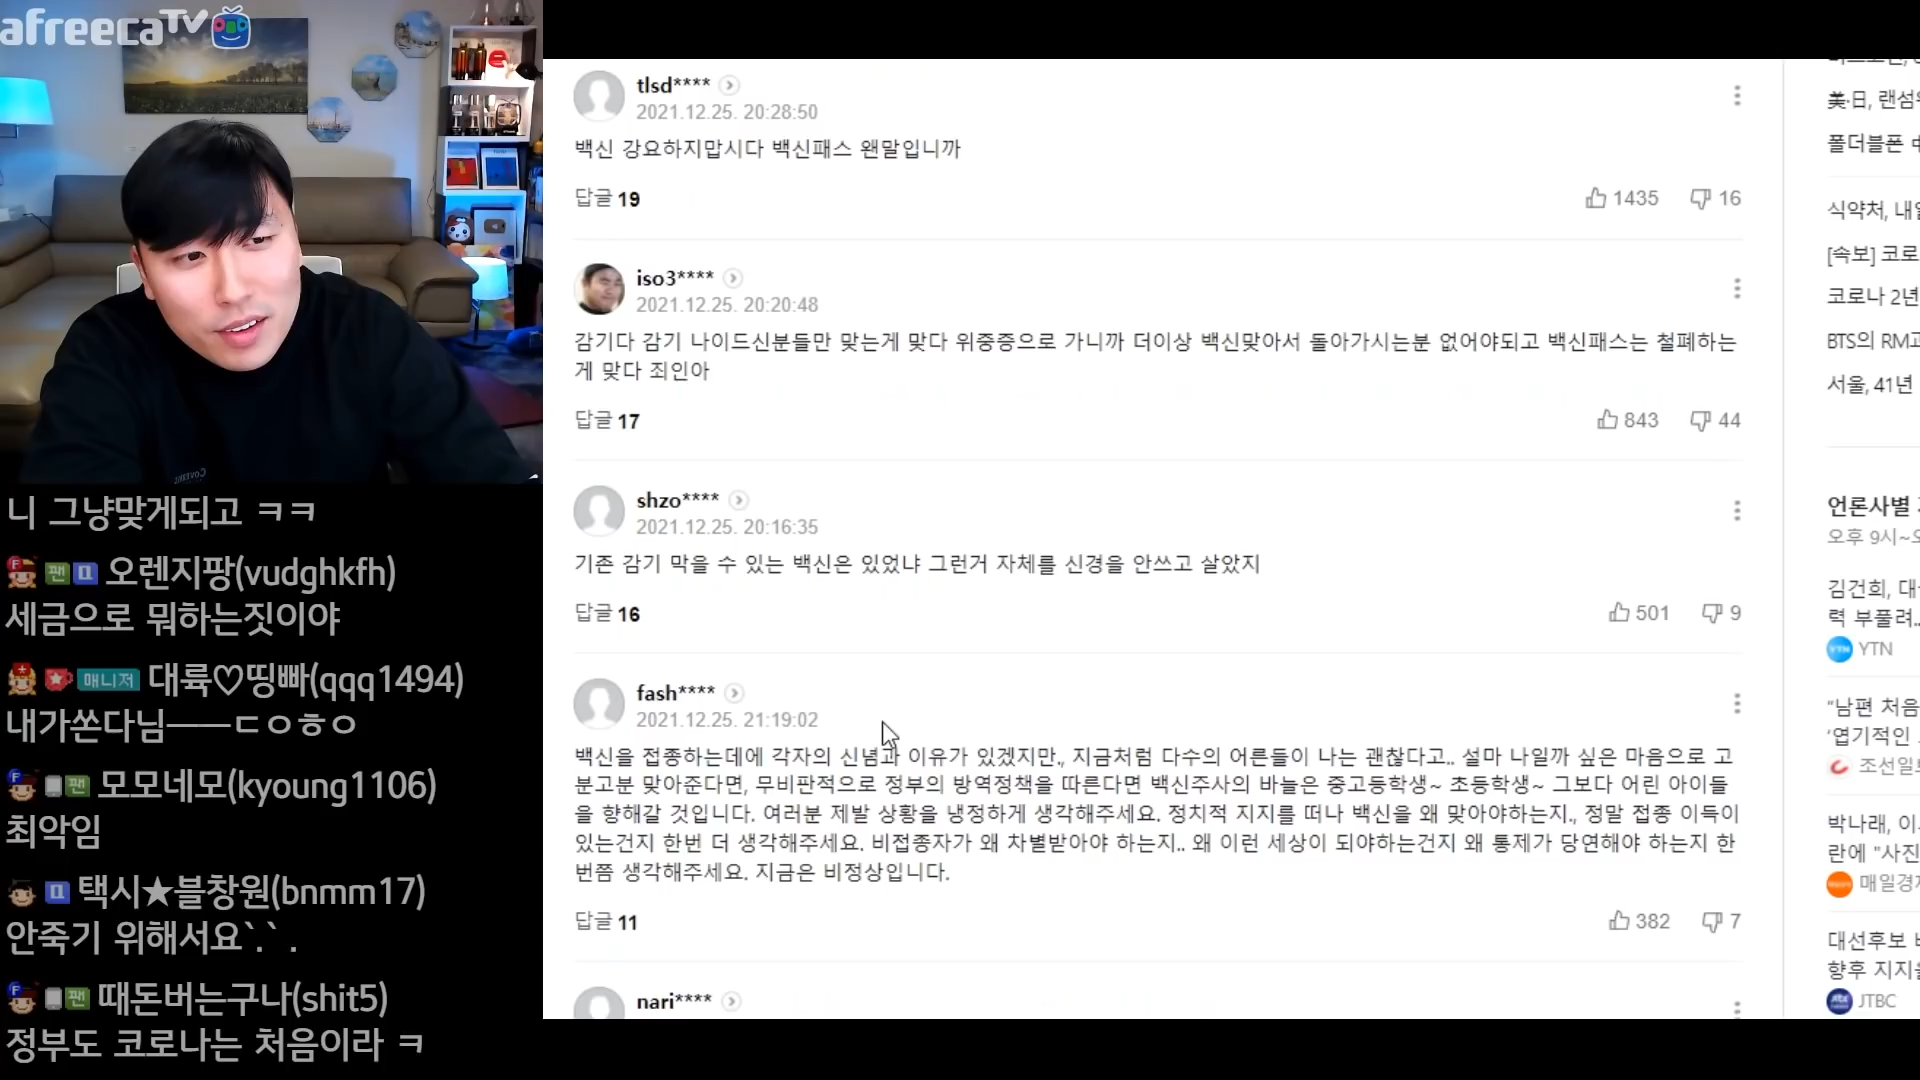 afreecaTV
니 그냥맞게되고 ㅋㅋ
팬 오렌지팡(vudghkfh)
세금으로 뭐하는짓이야
매니저 대륙♡띵빠(qqq1494)
내가쏜다님――ㄷㅇㅎㅇ
팬 모모네모(kyoung1106)
최악임
택시★블창원(bnmm17)
안죽기 위해서요`.` .
팬 때돈버는구나(shit5)
정부도 코로나는 처음이라 ㅋ
tlsd****
2021.12.25. 20:28:50
백신 강요하지맙시다 백신패스 왠말입니까
답글 19
1435 16
iso3****
2021.12.25. 20:20:48
감기다 감기 나이드신분들만 맞는게 맞다 위중증으로 가니까 더이상 백신맞아서 돌아가시는분 없어야되고 백신패스는 철폐하는
게 맞다 죄인아
답글 17
843 44
shzo****
2021.12.25. 20:16:35
기존 감기 막을 수 있는 백신은 있었냐 그런거 자체를 신경을 안쓰고 살았지
답글 16
501 9
fash****
2021.12.25. 21:19:02
백신을 접종하는데에 각자의 신념과 이유가 있겠지만., 지금처럼 다수의 어른들이 나는 괜찮다고.. 설마 나일까 싶은 마음으로 고
분고분 맞아준다면, 무비판적으로 정부의 방역정책을 따른다면 백신주사의 바늘은 중고등학생~ 초등학생~ 그보다 어린 아이들
을 향해갈 것입니다. 여러분 제발 상황을 냉정하게 생각해주세요. 정치적 지지를 떠나 백신을 왜 맞아야하는지., 정말 접종 이득이
있는건지 한번 더 생각해주세요. 비접종자가 왜 차별받아야 하는지.. 왜 이런 세상이 되야하는건지 왜 통제가 당연해야 하는지 한
번쯤 생각해주세요. 지금은 비정상입니다.
답글 11
382 7
nari****
美·日, 랜섬
폴더블폰
식약처, 내일
[속보] 코로
코로나 2년
BTS의 RM
서울, 41년
언론사별
오후 9시~
김건희, 대
력 부풀려..
YTN
“남편 처음
‘엽기적인
조선일보
박나래, 이
란에 "사진
매일경제
대선후보
향후 지지
JTBC